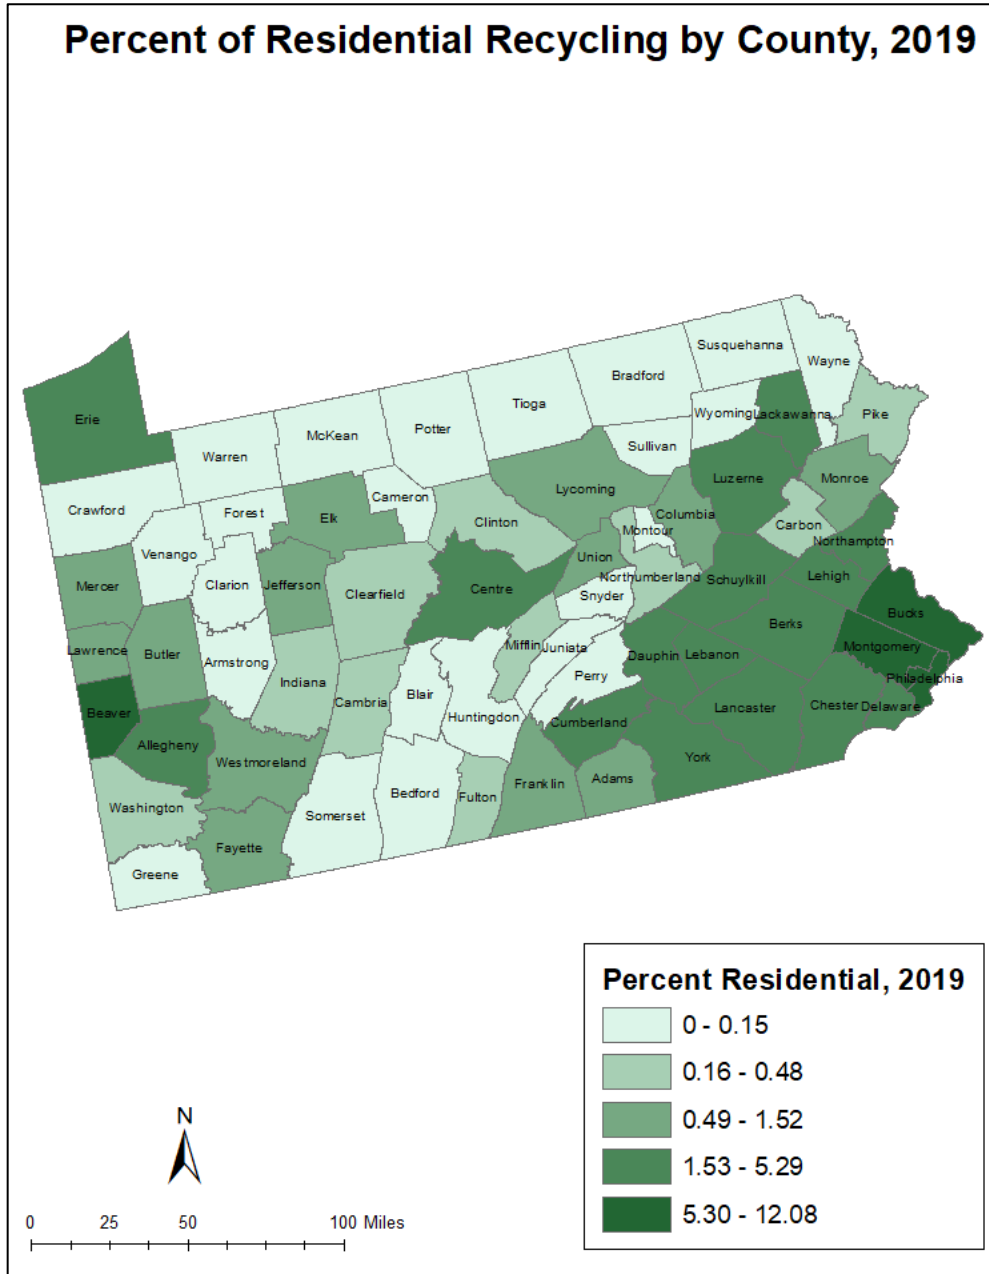 Percent of Residential Recycling by County, 2019
Susquehanna
Wayne
Bradford
Tioga
Wyoming
Lackawanna
Pike
Erie
McKean
Potter
Sullivan
Warren
Luzerne
Monroe
Lycoming
Cameron
Crawford
Forest
Elk
Clinton
Columbia
Carbon
Montour
Venango
Union
Northampton
Mercer
Clarion
Jefferson
Clearfield
Centre
Northumberland
Schuylkill
Lehigh
Snyder
Bucks
Berks
Lawrence
Butler
Armstrong
Mifflin
Juniata
Dauphin
Lebanon
Montgomery
Indiana
Perry
Philadelphia
Blair
Cambria
Beaver
Huntingdon
Cumberland
Lancaster
Chester
Delaware
Allegheny
York
Westmoreland
Franklin
Adams
Bedford
Fulton
Washington
Somerset
Fayette
Greene
Percent Residential, 2019
0 - 0.15
0.16 - 0.48
0.49 - 1.52
1.53 - 5.29
5.30 - 12.08
N
0 25 50 100 Miles